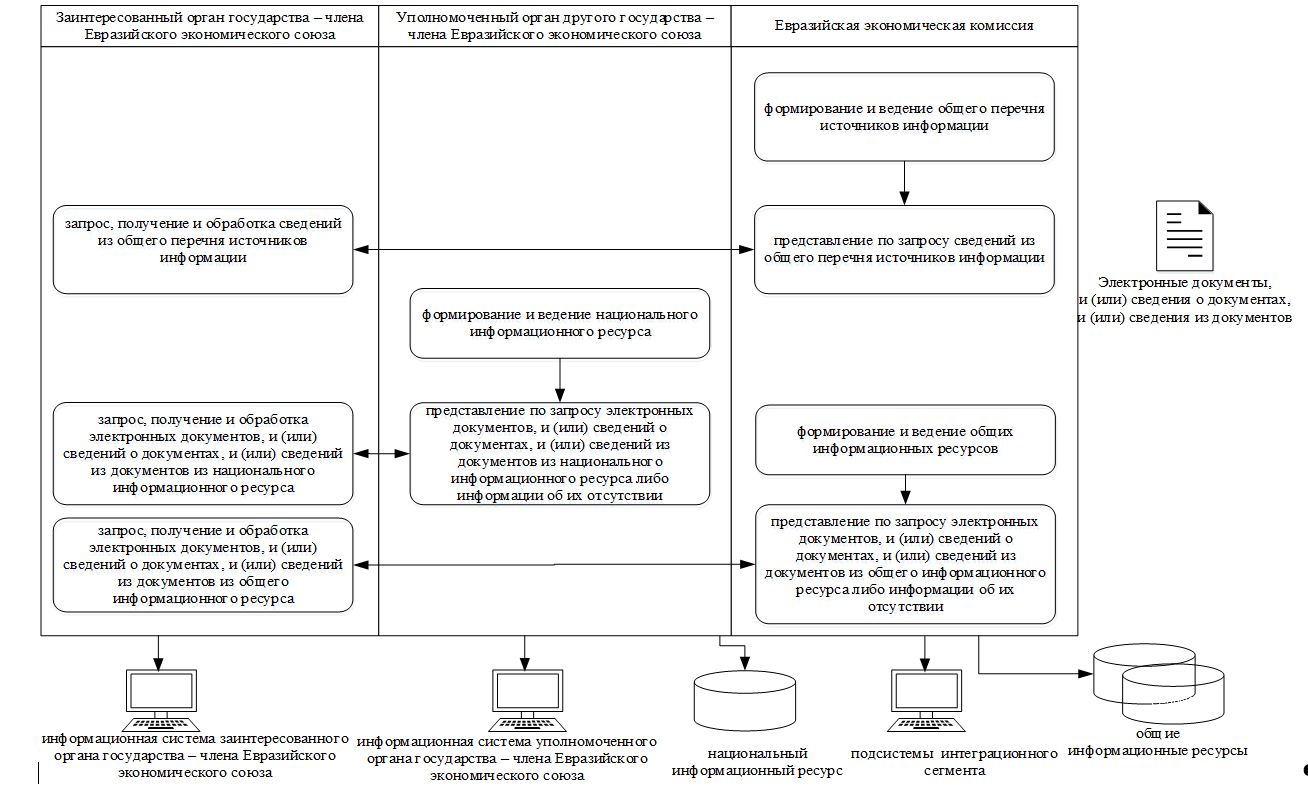 Заинтересованный орган государства – члена
Евразийского экономического союза
Уполномоченный орган другого государства –
члена Евразийского экономического союза
Евразийская экономическая комиссия
формирование и ведение общего перечня
источников информации
запрос, получение и обработка сведений
из общего перечня источников
информации
представление по запросу сведений из
общего перечня источников информации
Электронные документы,
и (или) сведения о документах,
и (или) сведения из документов
формирование и ведение национального
информационного ресурса
запрос, получение и обработка
электронных документов, и (или)
сведений о документах, и (или) сведений
из документов из национального
информационного ресурса
представление по запросу электронных
документов, и (или) сведений о
документах, и (или) сведений из
документов из национального
информационного ресурса либо
информации об их отсутствии
формирование и ведение общих
информационных ресурсов
запрос, получение и обработка
электронных документов, и (или)
сведений о документах, и (или) сведений
из документов из общего
информационного ресурса
представление по запросу электронных
документов, и (или) сведений о
документах, и (или) сведений из
документов из общего информационного
ресурса либо информации об их
отсутствии
информационная система заинтересованного
органа государства – члена Евразийского
экономического союза
информационная система уполномоченного
органа государства – члена Евразийского
экономического союза
национальный
информационный ресурс
подсистемы интеграционного
сегмента
общие
информационные ресурсы